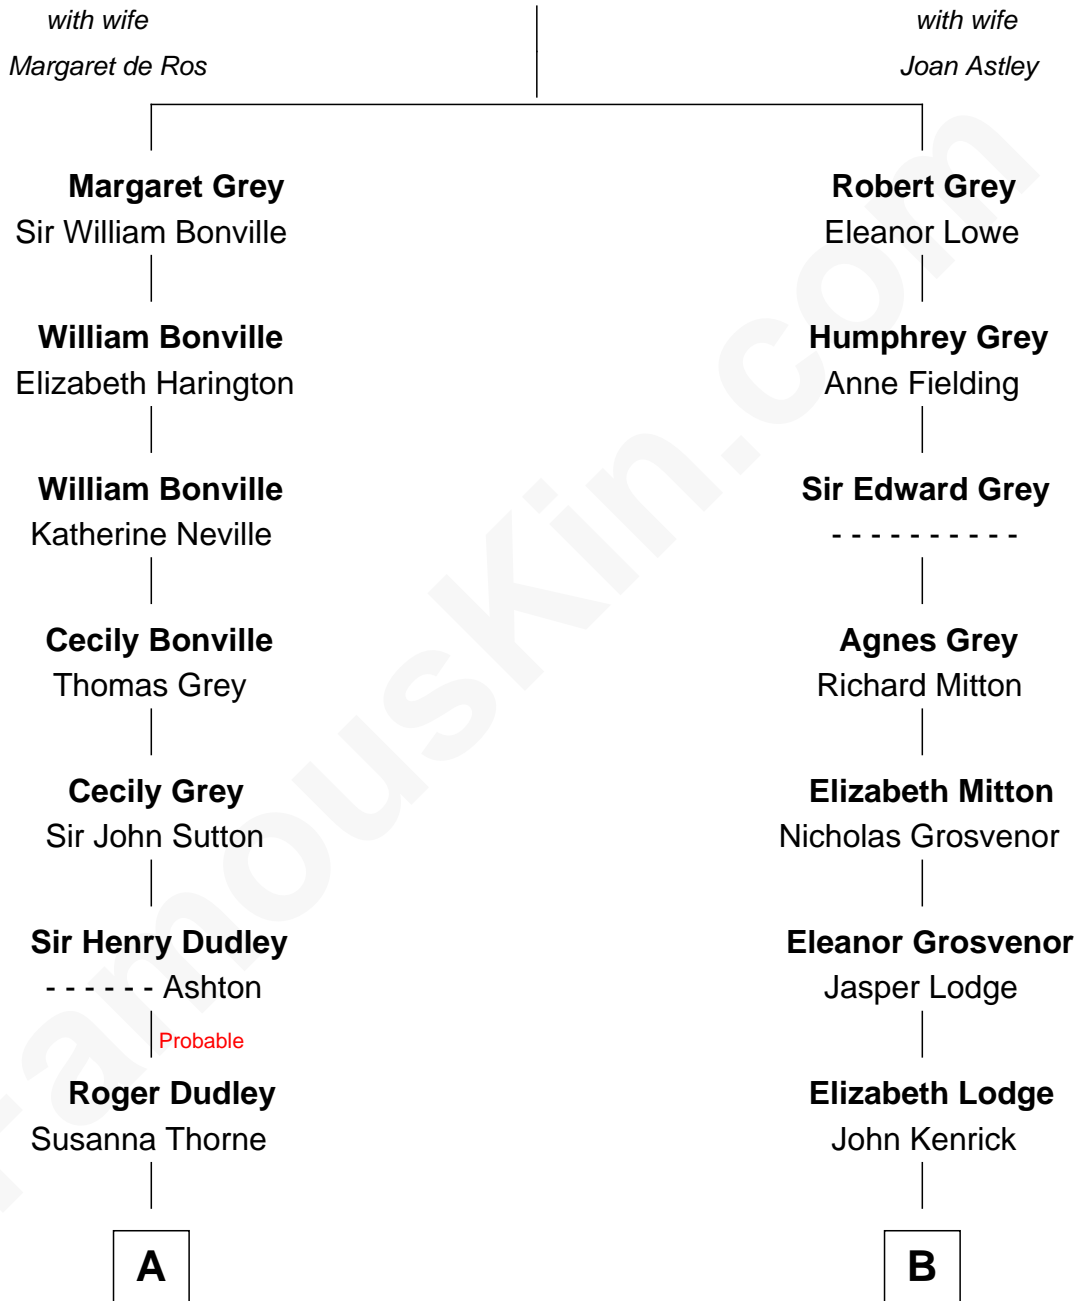 with wife
Margaret de Ros
with wife
Joan Astley
Margaret Grey
Sir William Bonville
Robert Grey
Eleanor Lowe
William Bonville
Elizabeth Harington
Humphrey Grey
Anne Fielding
William Bonville
Katherine Neville
Sir Edward Grey
- - - - - - - - - -
Cecily Bonville
Thomas Grey
Agnes Grey
Richard Mitton
Cecily Grey
Sir John Sutton
Elizabeth Mitton
Nicholas Grosvenor
Sir Henry Dudley
- - - - - - Ashton
Eleanor Grosvenor
Jasper Lodge
Probable
Roger Dudley
Susanna Thorne
Elizabeth Lodge
John Kenrick
A
B
FamousKin.com